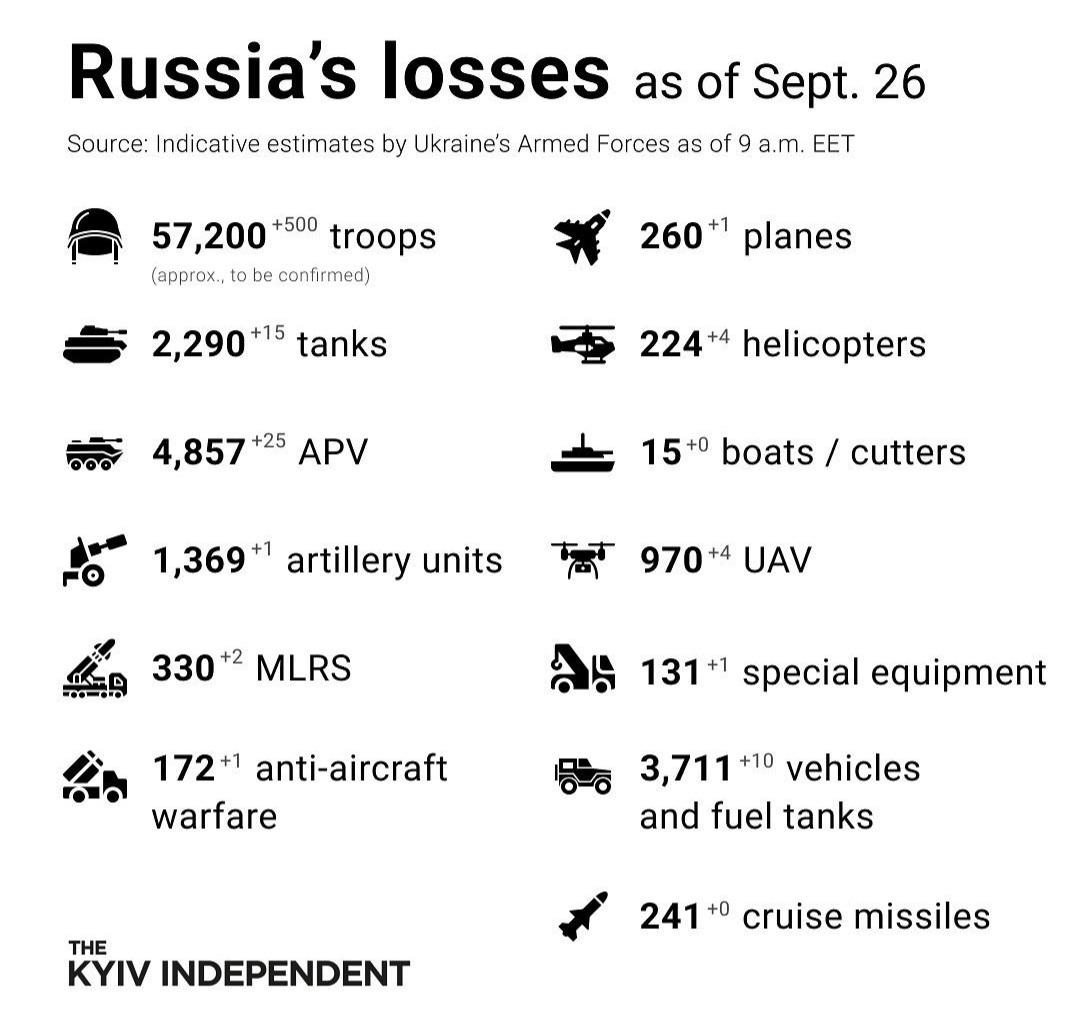 Russia’s losses as of Sept. 26
Source: Indicative estimates by Ukraine’s Armed Forces as of 9 a.m. EET
57,200 +500 troops
(approx., to be confirmed)
2,290 +15 tanks
4,857 +25 APV
1,369 +1 artillery units
330 +2 MLRS
172 +1 anti-aircraft
warfare
260 +1 planes
224 +4 helicopters
15 +0 boats / cutters
970 +4 UAV
131 +1 special equipment
3,711 +10 vehicles
and fuel tanks
241 +0 cruise missiles
THE
KYIV INDEPENDENT